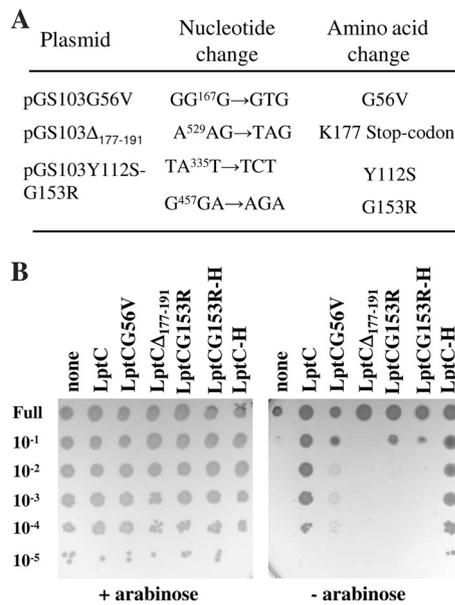 A
Plasmid Nucleotide change Amino acid change
pGS103G56V GG¹⁶⁷G→GTG G56V
pGS103Δ₁₇₇₋₁₉₁ A⁵²⁹AG→TAG K177 Stop-codon
pGS103Y112S-G153R TA³³⁵T→TCT Y112S
G⁴⁵⁷GA→AGA G153R
B
none LptC LptCG56V LptCΔ₁₇₇₋₁₉₁ LptCG153R LptCG153R-H LptC-H
none LptC LptCG56V LptCΔ₁₇₇₋₁₉₁ LptCG153R LptCG153R-H LptC-H
Full
10⁻¹
10⁻²
10⁻³
10⁻⁴
10⁻⁵
+ arabinose - arabinose